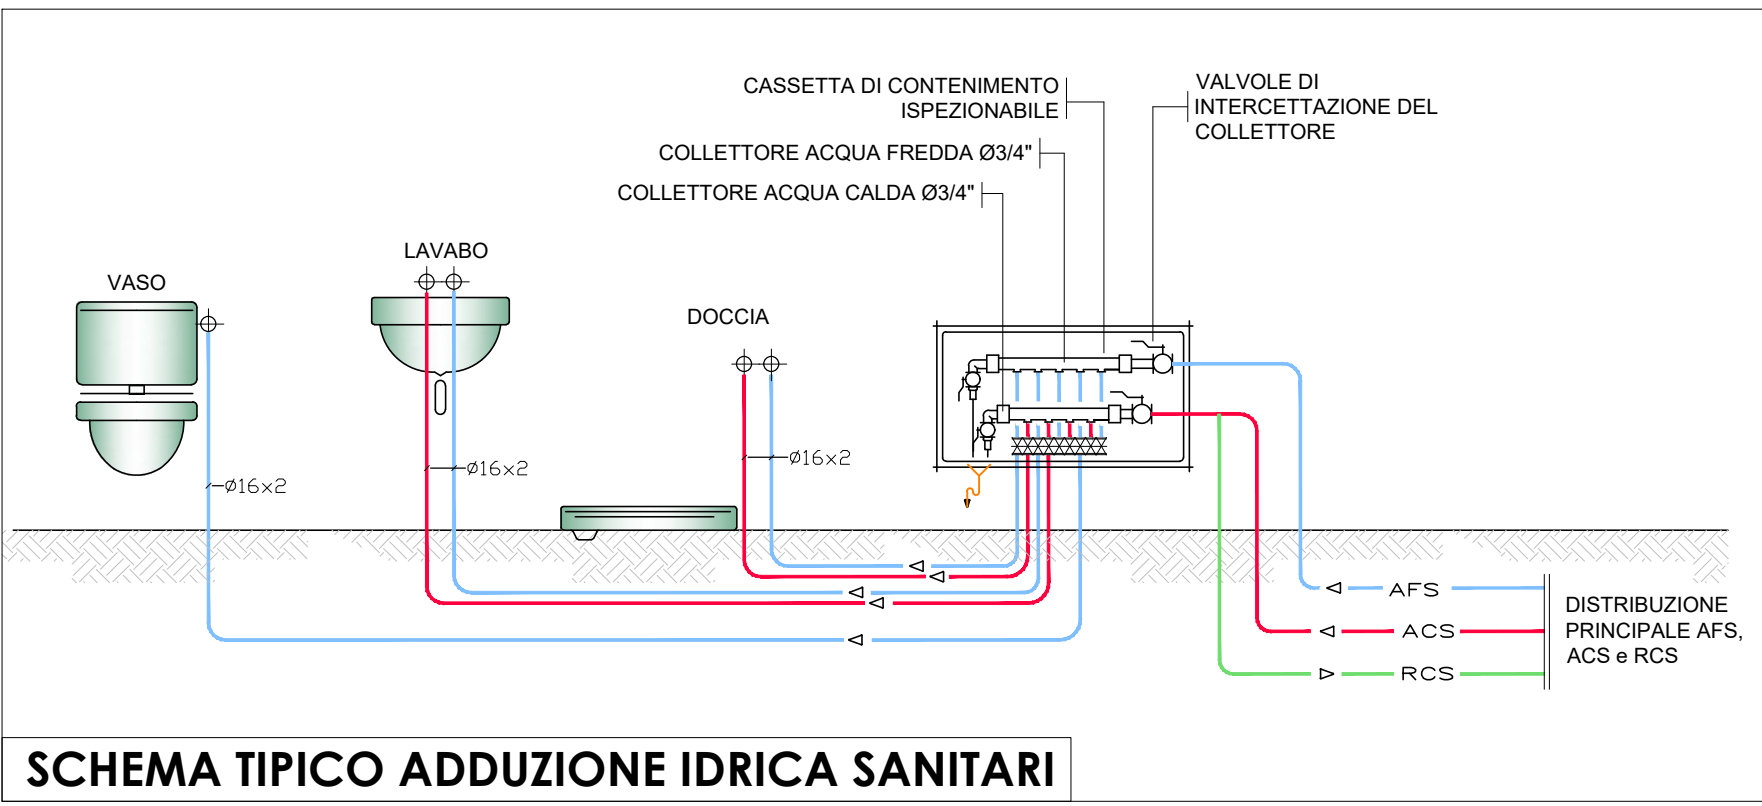 CASSETTA DI CONTENIMENTO
ISPEZIONABILE
VALVOLE DI
INTERCETTAZIONE DEL
COLLETTORE
COLLETTORE ACQUA FREDDA Ø3/4"
COLLETTORE ACQUA CALDA Ø3/4"
LAVABO
VASO
DOCCIA
Ø16x2
Ø16x2
Ø16x2
AFS
ACS
RCS
DISTRIBUZIONE
PRINCIPALE AFS,
ACS e RCS
SCHEMA TIPICO ADDUZIONE IDRICA SANITARI